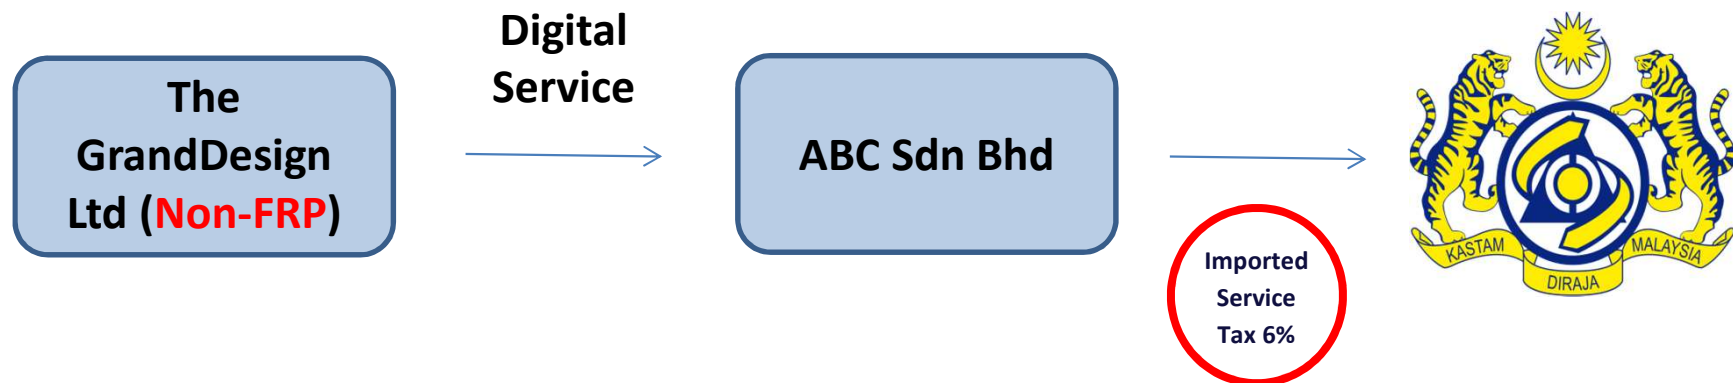 The
GrandDesign
Ltd (Non-FRP)
Digital
Service
ABC Sdn Bhd
Imported
Service
Tax 6%
KASTAM
DIRAJA
MALAYSIA